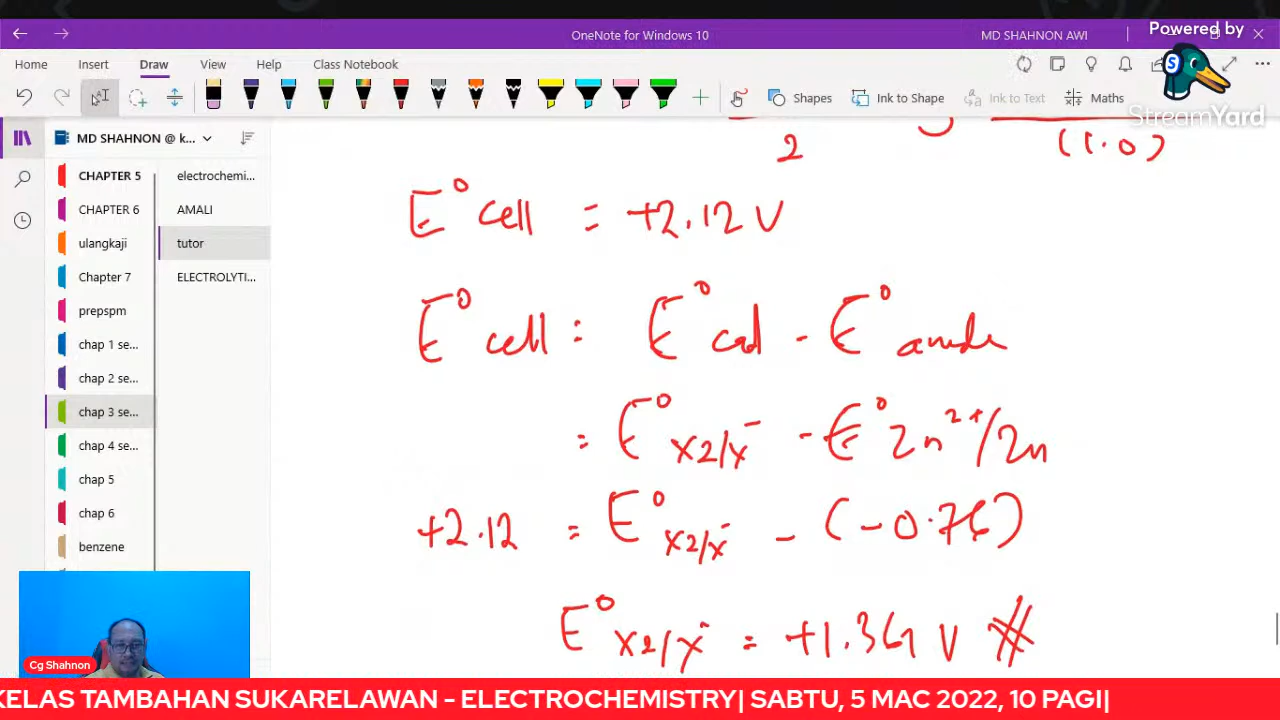 OneNote for Windows 10
MD SHAHNON AWI
Powered by
StreamYard
Home Insert Draw View Help Class Notebook
Shapes Ink to Shape Ink to Text Maths
MD SHAHNON @ k...
CHAPTER 5
CHAPTER 6
ulangkaji
Chapter 7
prepspm
chap 1 se...
chap 2 se...
chap 3 se...
chap 4 se...
chap 5
chap 6
benzene
electrochemi...
AMALI
tutor
ELECTROLYTI...
2 (1.0)
E° cell = +2.12 V
E° cell = E° cad - E° anode
= E° X2/X⁻ - E° Zn²⁺/Zn
+2.12 = E° X2/X⁻ - (-0.76)
E° X2/X⁻ = +1.36 V
Cg Shahnon
KELAS TAMBAHAN SUKARELAWAN - ELECTROCHEMISTRY| SABTU, 5 MAC 2022, 10 PAGI|